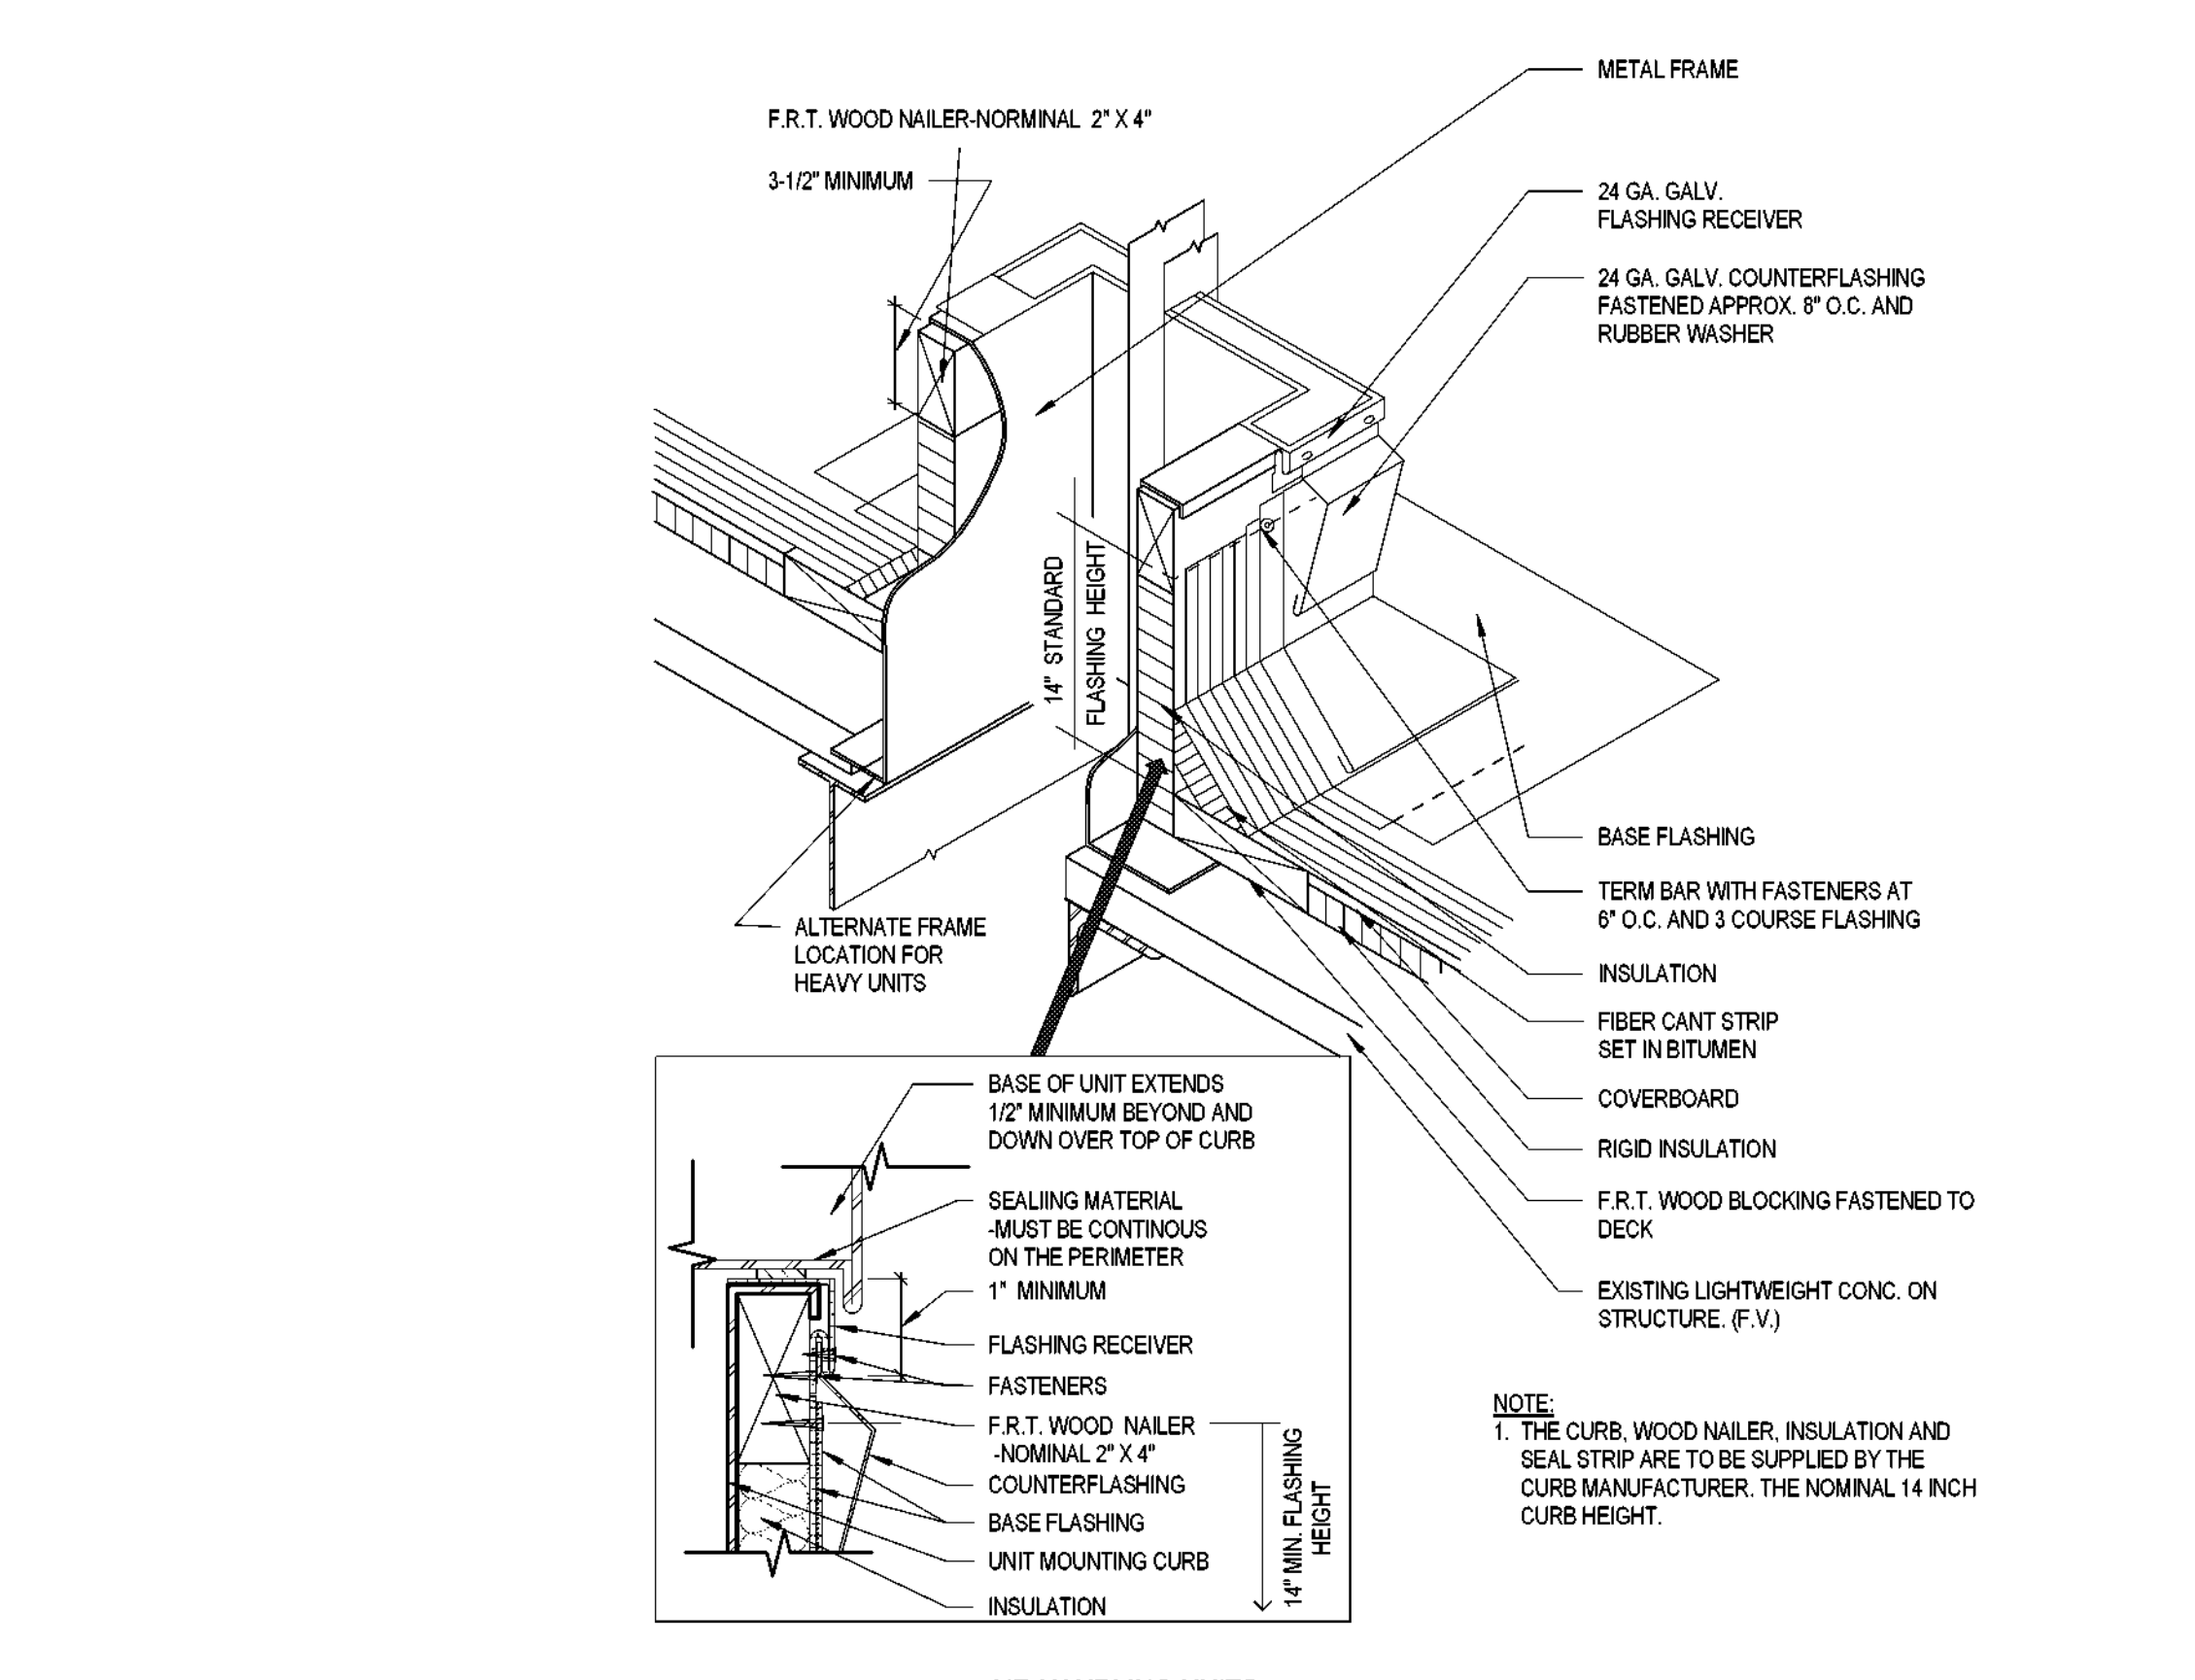 METAL FRAME
F.R.T. WOOD NAILER-NORMINAL 2" X 4"
3-1/2" MINIMUM
24 GA. GALV.
FLASHING RECEIVER
24 GA. GALV. COUNTERFLASHING
FASTENED APPROX. 8" O.C. AND
RUBBER WASHER
14" STANDARD
FLASHING HEIGHT
BASE FLASHING
TERM BAR WITH FASTENERS AT
6" O.C. AND 3 COURSE FLASHING
ALTERNATE FRAME
LOCATION FOR
HEAVY UNITS
INSULATION
FIBER CANT STRIP
SET IN BITUMEN
COVERBOARD
RIGID INSULATION
F.R.T. WOOD BLOCKING FASTENED TO
DECK
EXISTING LIGHTWEIGHT CONC. ON
STRUCTURE. (F.V.)
BASE OF UNIT EXTENDS
1/2" MINIMUM BEYOND AND
DOWN OVER TOP OF CURB
SEALIING MATERIAL
-MUST BE CONTINOUS
ON THE PERIMETER
1" MINIMUM
FLASHING RECEIVER
FASTENERS
F.R.T. WOOD NAILER
-NOMINAL 2" X 4"
COUNTERFLASHING
BASE FLASHING
UNIT MOUNTING CURB
INSULATION
14" MIN. FLASHING
HEIGHT
NOTE:
1. THE CURB, WOOD NAILER, INSULATION AND
SEAL STRIP ARE TO BE SUPPLIED BY THE
CURB MANUFACTURER. THE NOMINAL 14 INCH
CURB HEIGHT.